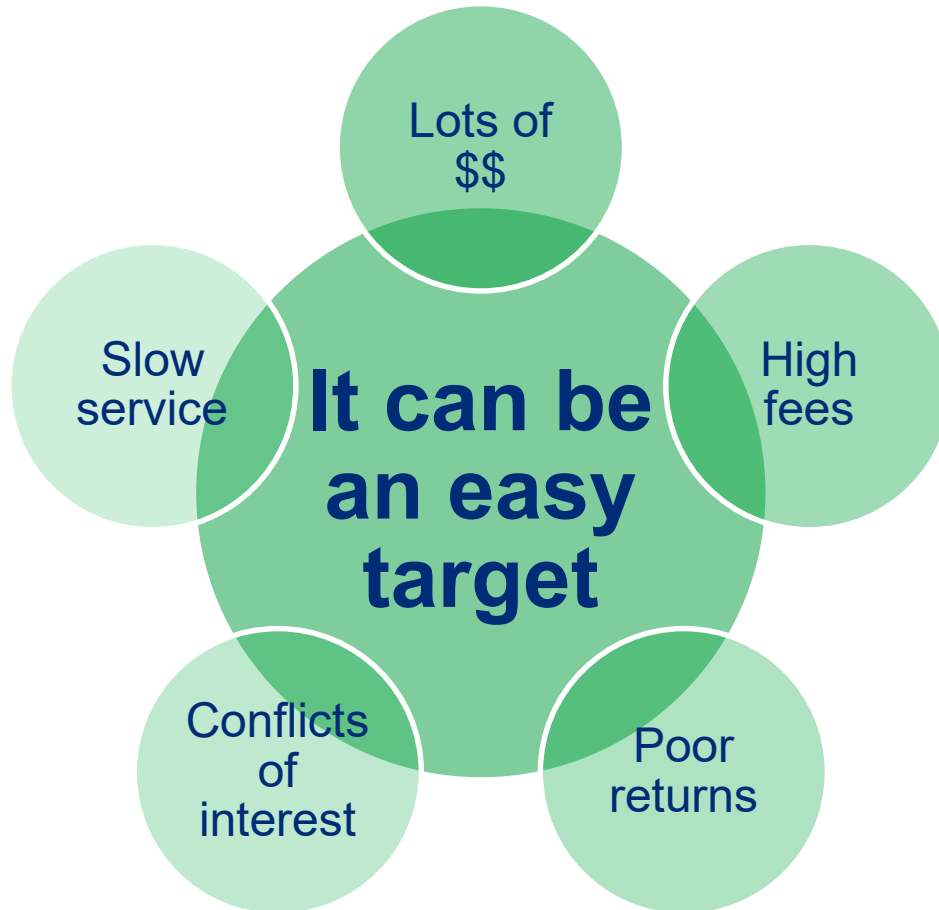 Lots of
$$
High
fees
Poor
returns
Conflicts
of
interest
Slow
service
It can be
an easy
target